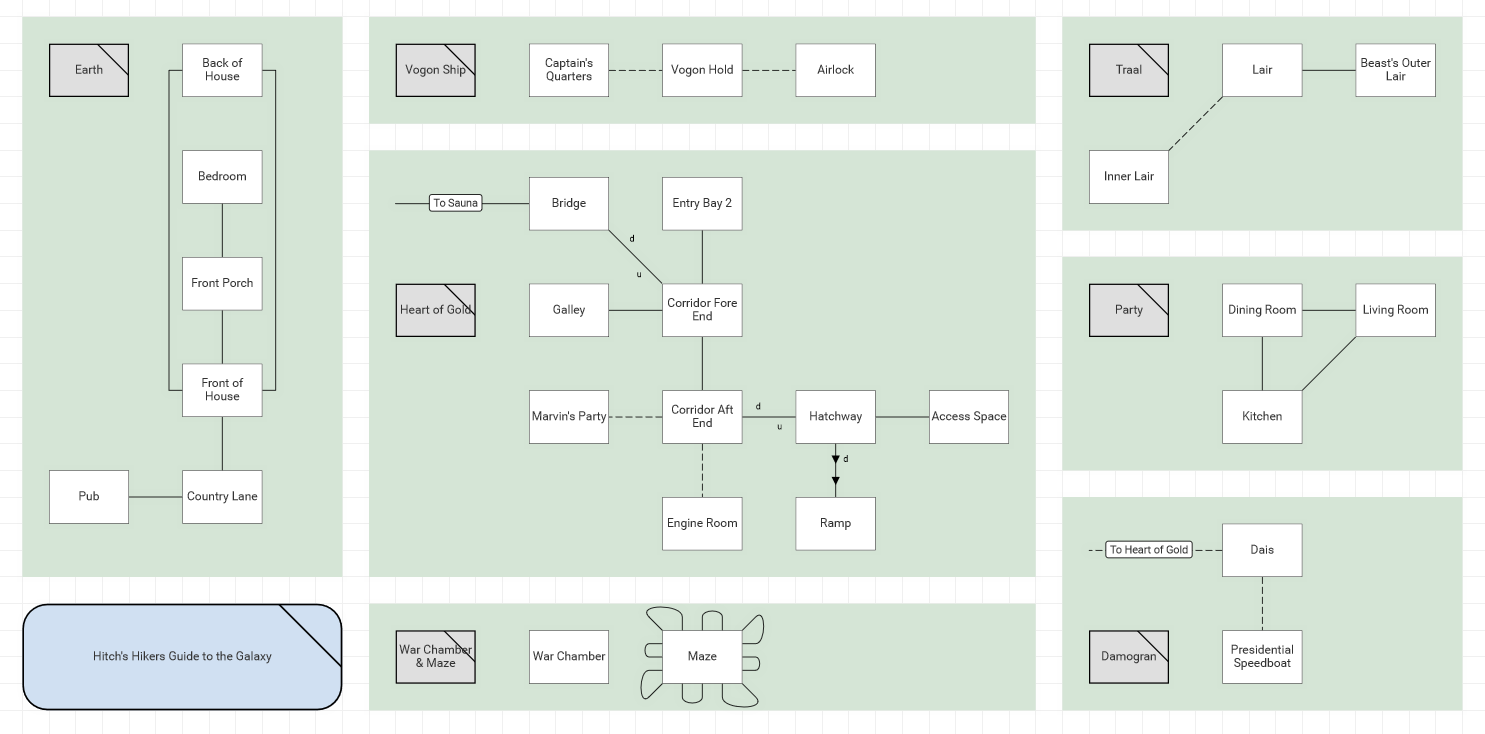 Earth
Back of
House
Bedroom
Front Porch
Front of
House
Pub
Country Lane
Vogon Ship
Captain's
Quarters
Vogon Hold
Airlock
To Sauna
Bridge
Entry Bay 2
d
u
Heart of Gold
Galley
Corridor Fore
End
Marvin's Party
Corridor Aft
End
d
u
Hatchway
Access Space
d
Engine Room
Ramp
Traal
Lair
Beast's Outer
Lair
Inner Lair
Party
Dining Room
Living Room
Kitchen
To Heart of Gold
Dais
Damogran
Presidential
Speedboat
Hitch's Hikers Guide to the Galaxy
War Chamber
& Maze
War Chamber
Maze